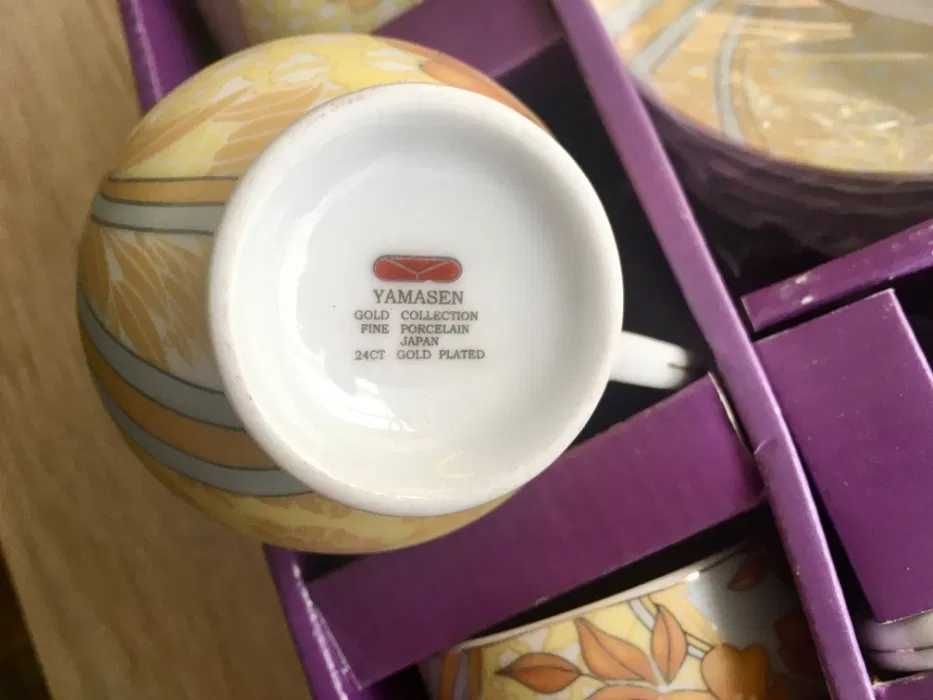 YAMASEN
GOLD COLLECTION
FINE PORCELAIN
JAPAN
24CT GOLD PLATED